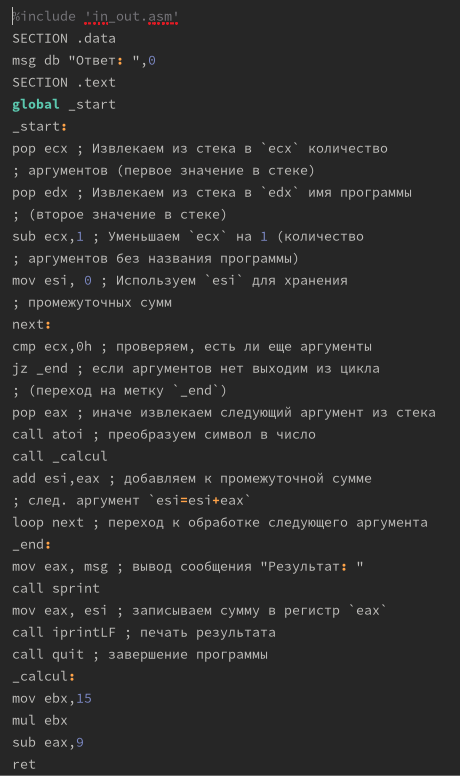 %include 'in_out.asm'
SECTION .data
msg db "Ответ: ",0
SECTION .text
global _start
_start:
pop ecx ; Извлекаем из стека в `ecx` количество
; аргументов (первое значение в стеке)
pop edx ; Извлекаем из стека в `edx` имя программы
; (второе значение в стеке)
sub ecx,1 ; Уменьшаем `ecx` на 1 (количество
; аргументов без названия программы)
mov esi, 0 ; Используем `esi` для хранения
; промежуточных сумм
next:
cmp ecx,0h ; проверяем, есть ли еще аргументы
jz _end ; если аргументов нет выходим из цикла
; (переход на метку `_end`)
pop eax ; иначе извлекаем следующий аргумент из стека
call atoi ; преобразуем символ в число
call _calcul
add esi,eax ; добавляем к промежуточной сумме
; след. аргумент `esi=esi+eax`
loop next ; переход к обработке следующего аргумента
_end:
mov eax, msg ; вывод сообщения "Результат: "
call sprint
mov eax, esi ; записываем сумму в регистр `eax`
call iprintLF ; печать результата
call quit ; завершение программы
_calcul:
mov ebx,15
mul ebx
sub eax,9
ret